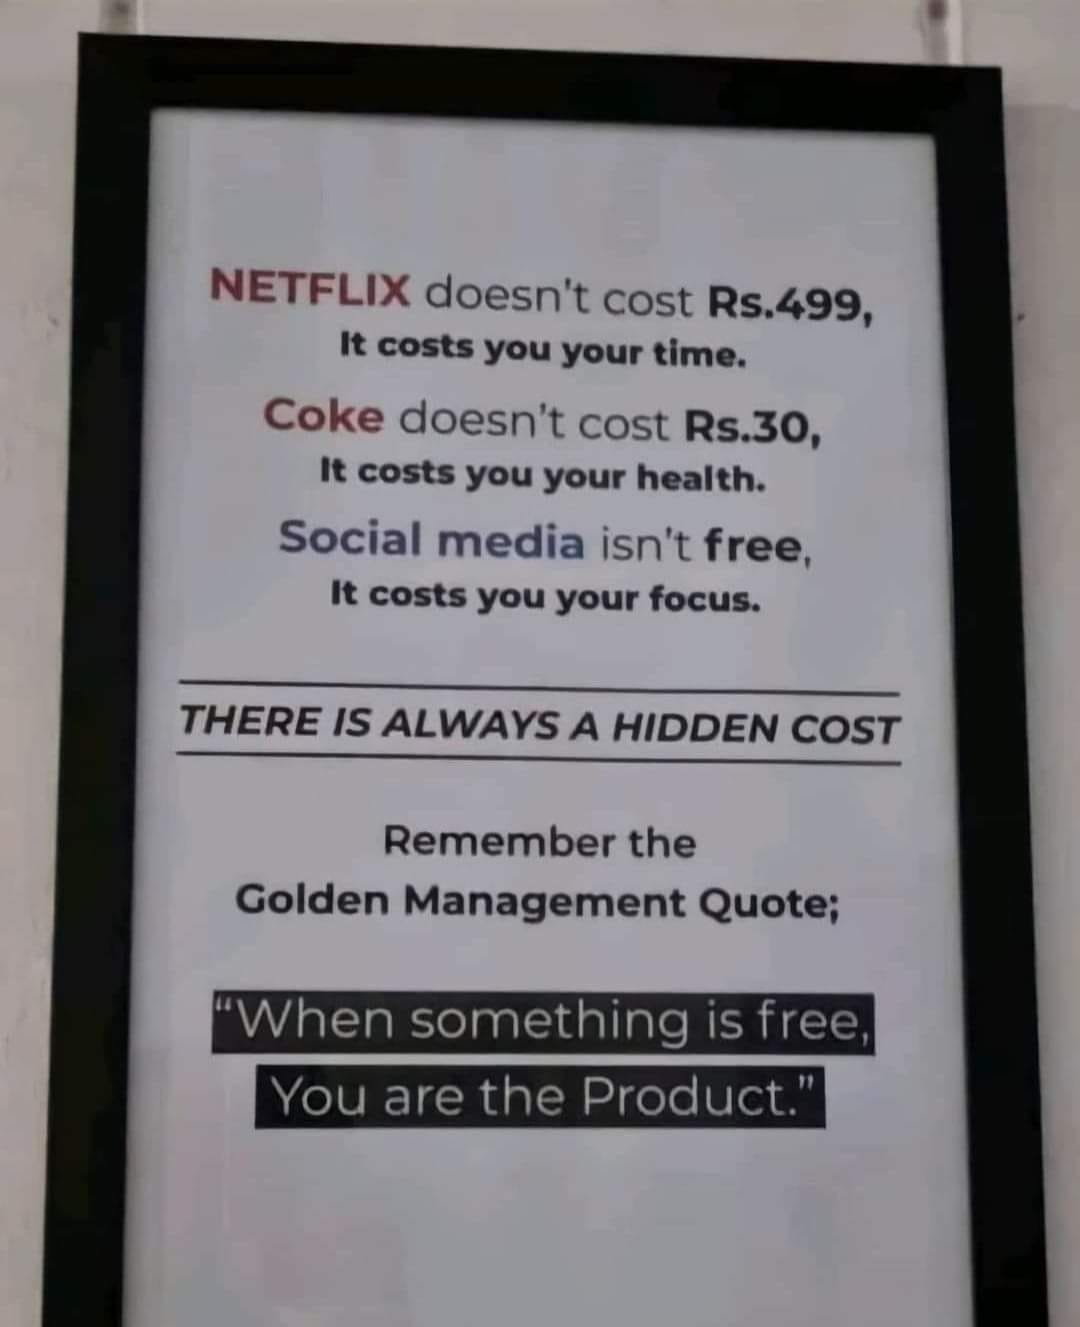 NETFLIX doesn't cost Rs.499,
It costs you your time.
Coke doesn't cost Rs.30,
It costs you your health.
Social media isn't free,
It costs you your focus.
THERE IS ALWAYS A HIDDEN COST
Remember the
Golden Management Quote;
“When something is free,
You are the Product.”